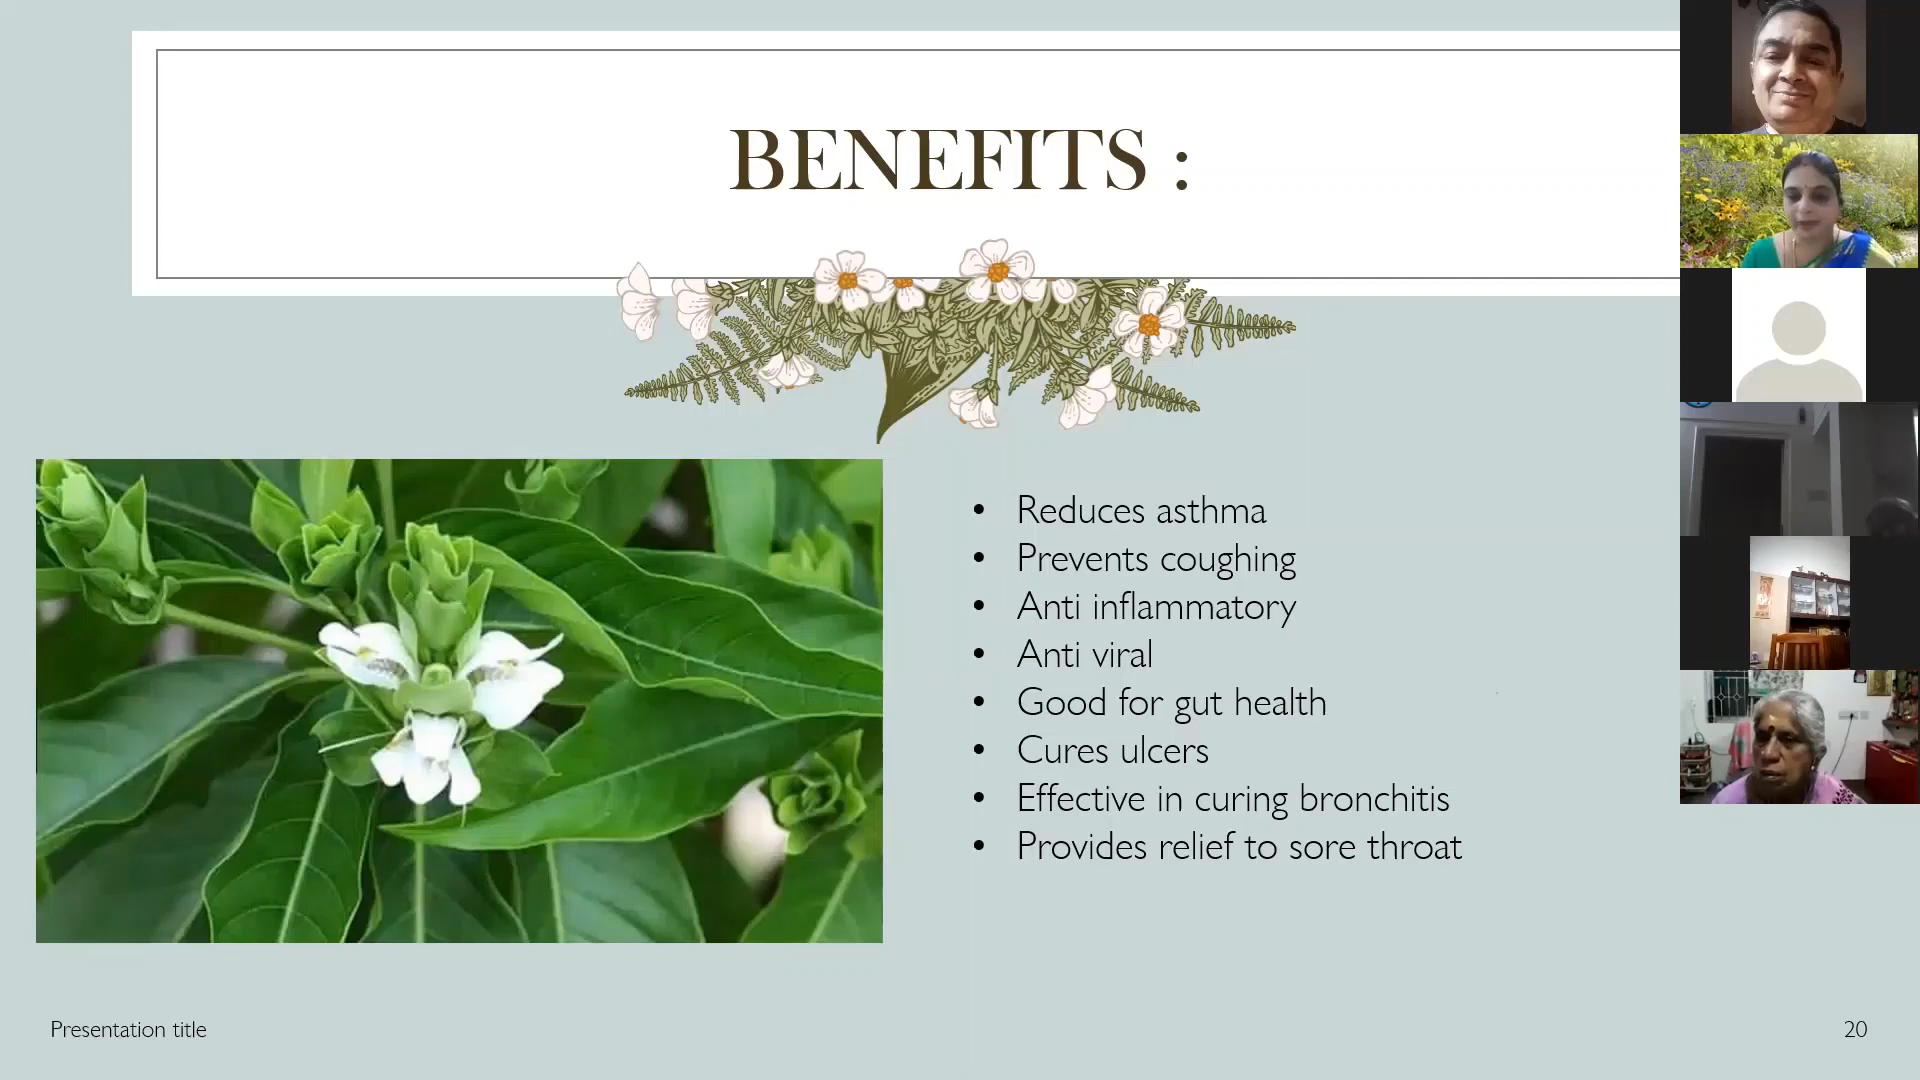 BENEFITS :
• Reduces asthma
• Prevents coughing
• Anti inflammatory
• Anti viral
• Good for gut health
• Cures ulcers
• Effective in curing bronchitis
• Provides relief to sore throat
Presentation title
20